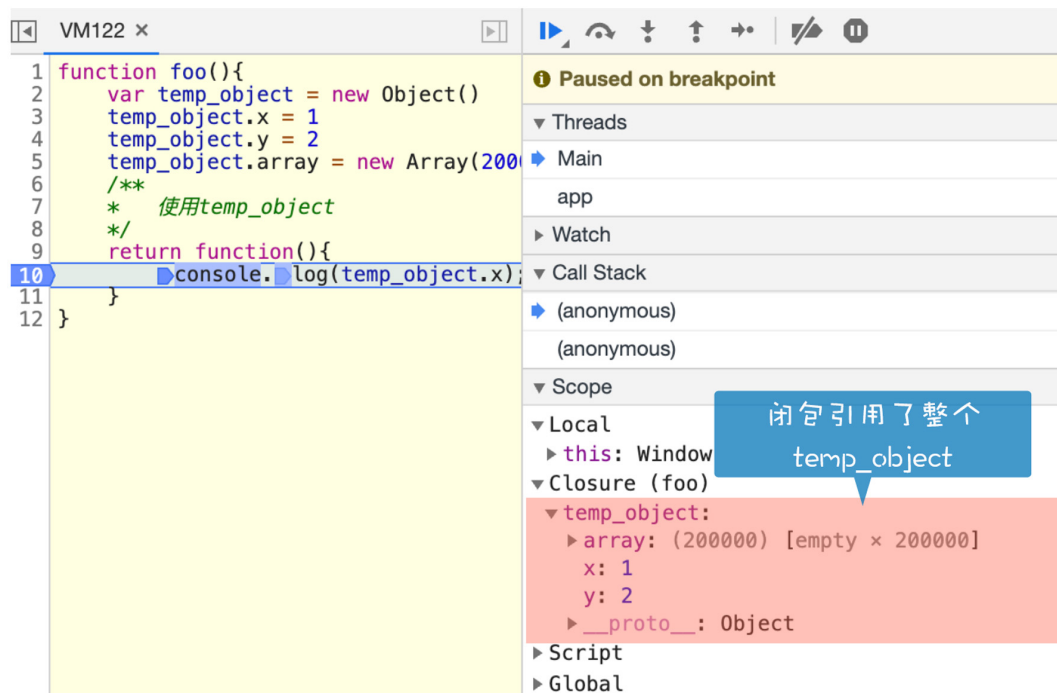 VM122 ×
1 function foo(){
2 var temp_object = new Object()
3 temp_object.x = 1
4 temp_object.y = 2
5 temp_object.array = new Array(200
6 /**
7 * 使用temp_object
8 */
9 return function(){
10 console.log(temp_object.x);
11 }
12 }
Paused on breakpoint
Threads
Main
app
Watch
Call Stack
(anonymous)
(anonymous)
Scope
Local
this: Window
闭包引用了整个
temp_object
Closure (foo)
temp_object:
array: (200000) [empty × 200000]
x: 1
y: 2
__proto__: Object
Script
Global